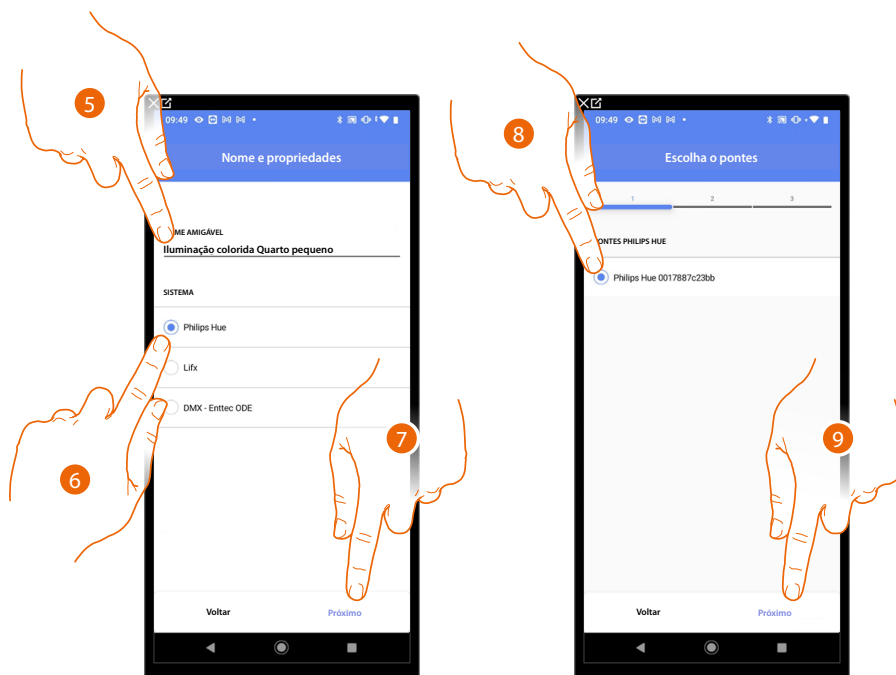 5
09:49
Nome e propriedades
ME AMIGÁVEL
Iluminação colorida Quarto pequeno
SISTEMA
Philips Hue
Lifx
DMX - Enttec ODE
6
7
Voltar
Próximo
8
09:49
Escolha o pontes
1
2
3
ONTES PHILIPS HUE
Philips Hue 0017887c23bb
9
Voltar
Próximo